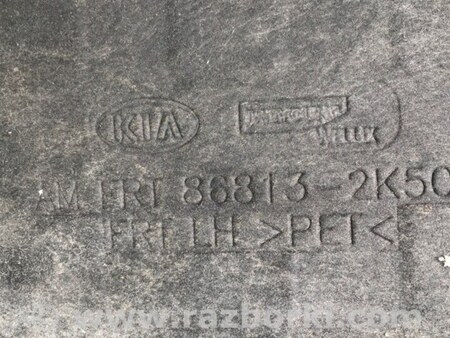 KIA
AM FRT 86813-2K50
FRT LH >PET<
www.razborki.com